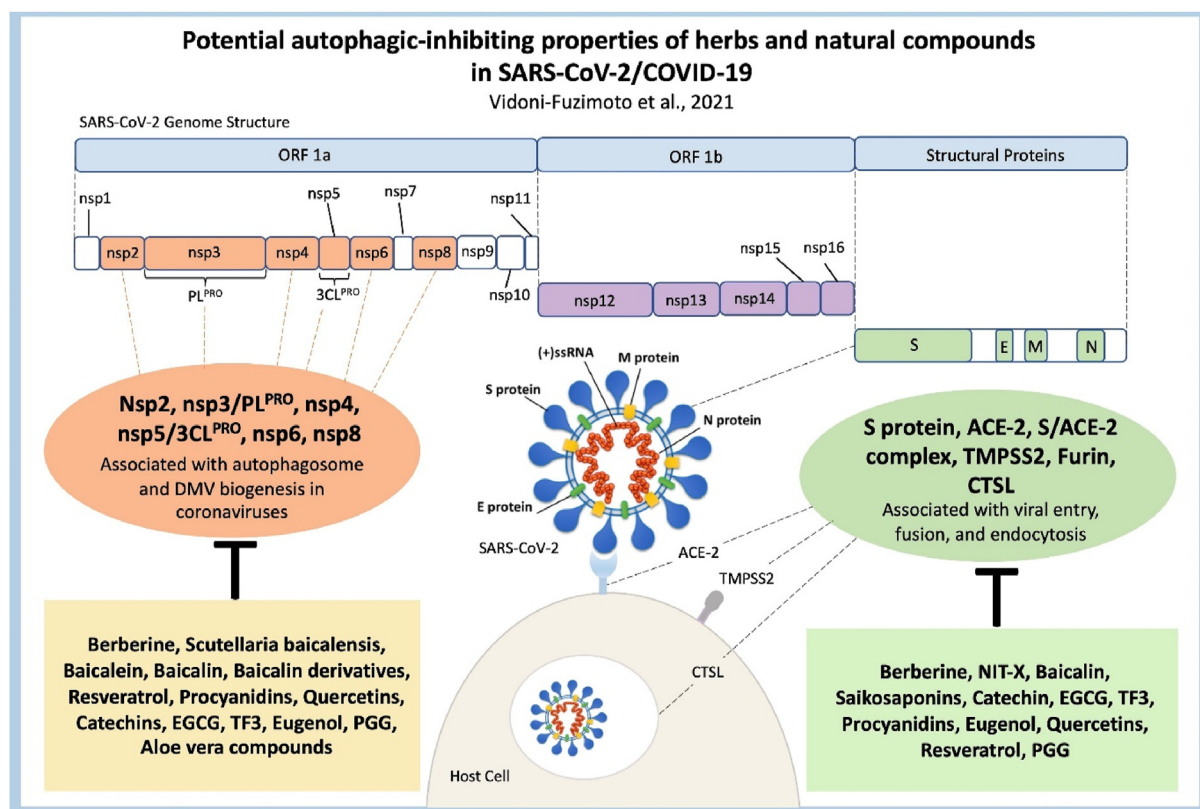 Potential autophagic-inhibiting properties of herbs and natural compounds
in SARS-CoV-2/COVID-19
Vidoni-Fuzimoto et al., 2021
SARS-CoV-2 Genome Structure
ORF 1a
ORF 1b
Structural Proteins
nsp1
nsp5
nsp7
nsp11
nsp2
nsp3
nsp4
nsp6
nsp8
nsp9
nsp10
PLPRO
3CLPRO
nsp15
nsp16
nsp12
nsp13
nsp14
S
E
M
N
(+)ssRNA
M protein
S protein
N protein
E protein
SARS-CoV-2
Nsp2, nsp3/PLPRO, nsp4,
nsp5/3CLPRO, nsp6, nsp8
Associated with autophagosome
and DMV biogenesis in
coronaviruses
S protein, ACE-2, S/ACE-2
complex, TMPSS2, Furin,
CTSL
Associated with viral entry,
fusion, and endocytosis
ACE-2
TMPSS2
CTSL
Host Cell
Berberine, Scutellaria baicalensis,
Baicalein, Baicalin, Baicalin derivatives,
Resveratrol, Procyanidins, Quercetins,
Catechins, EGCG, TF3, Eugenol, PGG,
Aloe vera compounds
Berberine, NIT-X, Baicalin,
Saikosaponins, Catechin, EGCG, TF3,
Procyanidins, Eugenol, Quercetins,
Resveratrol, PGG